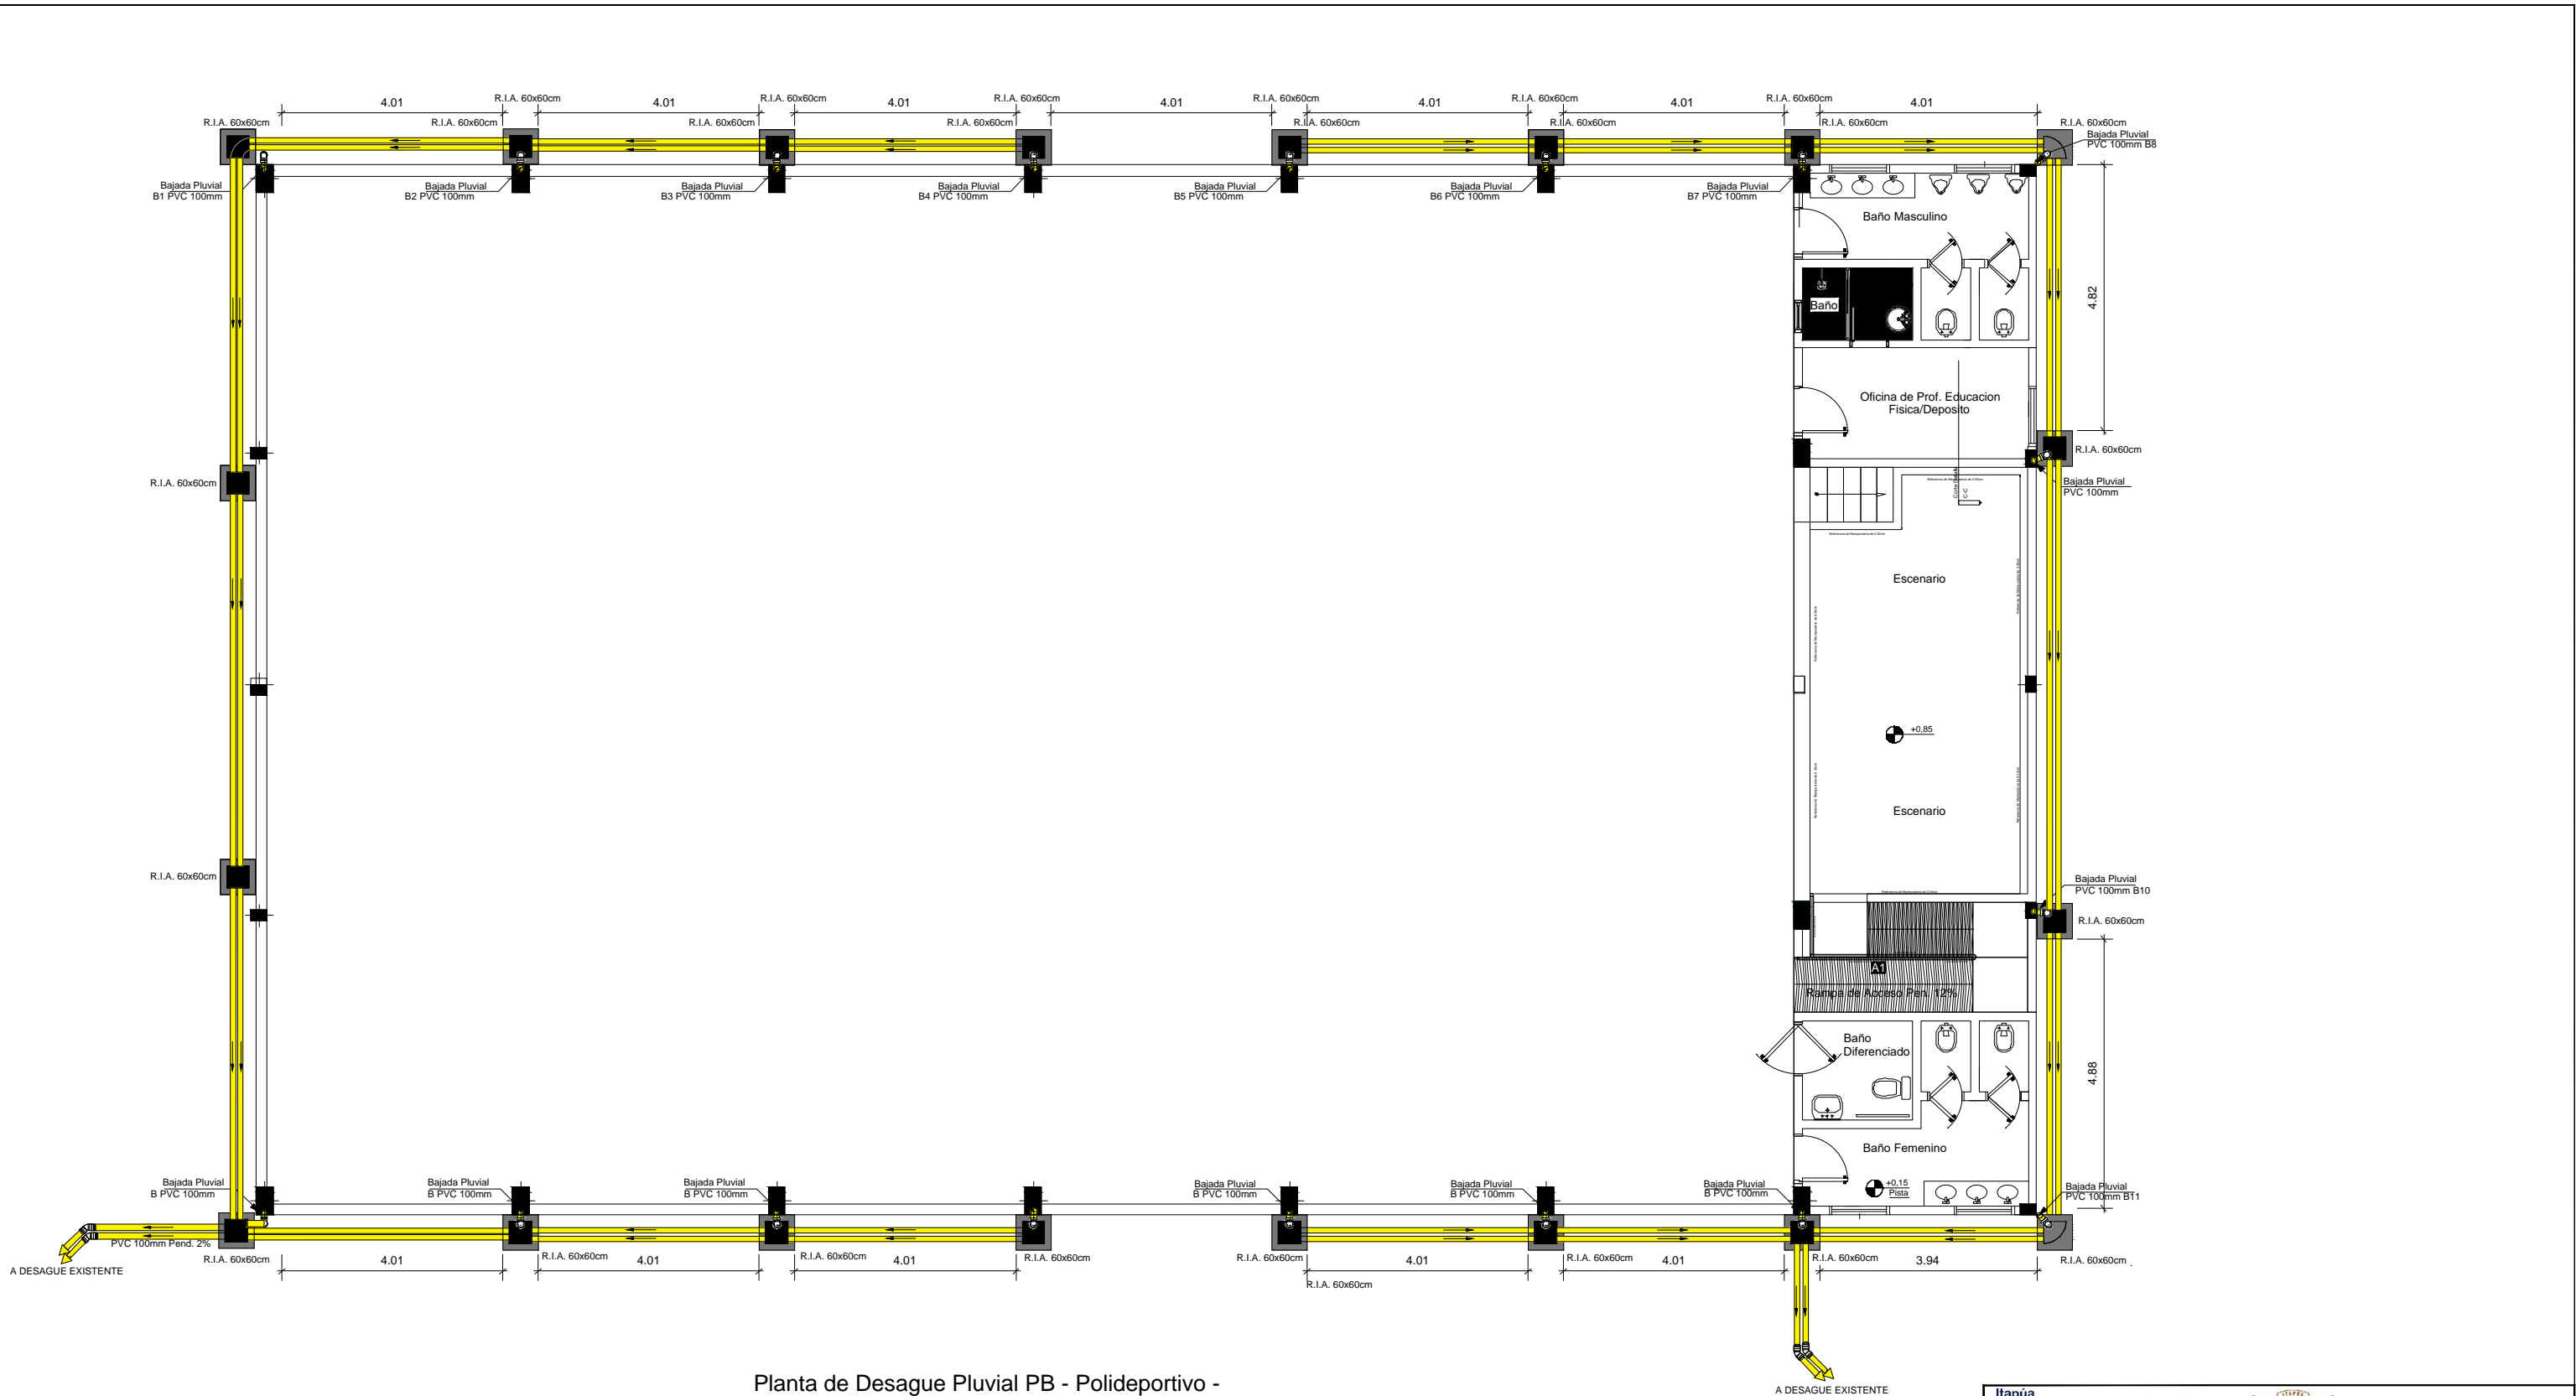 4.01
4.01
4.01
4.01
4.01
4.01
4.01
R.I.A. 60x60cm
R.I.A. 60x60cm
R.I.A. 60x60cm
R.I.A. 60x60cm
R.I.A. 60x60cm
R.I.A. 60x60cm
R.I.A. 60x60cm
R.I.A. 60x60cm
R.I.A. 60x60cm
R.I.A. 60x60cm
R.I.A. 60x60cm
R.I.A. 60x60cm
R.I.A. 60x60cm
R.I.A. 60x60cm
Bajada Pluvial
PVC 100mm B8
Bajada Pluvial
B1 PVC 100mm
Bajada Pluvial
B2 PVC 100mm
Bajada Pluvial
B3 PVC 100mm
Bajada Pluvial
B4 PVC 100mm
Bajada Pluvial
B5 PVC 100mm
Bajada Pluvial
B6 PVC 100mm
Bajada Pluvial
B7 PVC 100mm
Baño Masculino
4.82
Baño
Oficina de Prof. Educacion
Fisica/Deposito
R.I.A. 60x60cm
R.I.A. 60x60cm
Bajada Pluvial
PVC 100mm
C-C
Escenario
+0,85
Escenario
R.I.A. 60x60cm
Bajada Pluvial
PVC 100mm B10
R.I.A. 60x60cm
A1
Rampa de Acceso Pen. 12%
Baño
Diferenciado
4.88
Baño Femenino
+0,15
Pista
Bajada Pluvial
B PVC 100mm
Bajada Pluvial
B PVC 100mm
Bajada Pluvial
B PVC 100mm
Bajada Pluvial
B PVC 100mm
Bajada Pluvial
B PVC 100mm
Bajada Pluvial
B PVC 100mm
Bajada Pluvial
PVC 100mm B11
PVC 100mm Pend. 2%
A DESAGUE EXISTENTE
R.I.A. 60x60cm
R.I.A. 60x60cm
R.I.A. 60x60cm
R.I.A. 60x60cm
R.I.A. 60x60cm
R.I.A. 60x60cm
R.I.A. 60x60cm
R.I.A. 60x60cm
4.01
4.01
4.01
4.01
4.01
3.94
R.I.A. 60x60cm
A DESAGUE EXISTENTE
Planta de Desague Pluvial PB - Polideportivo -
Itapúa